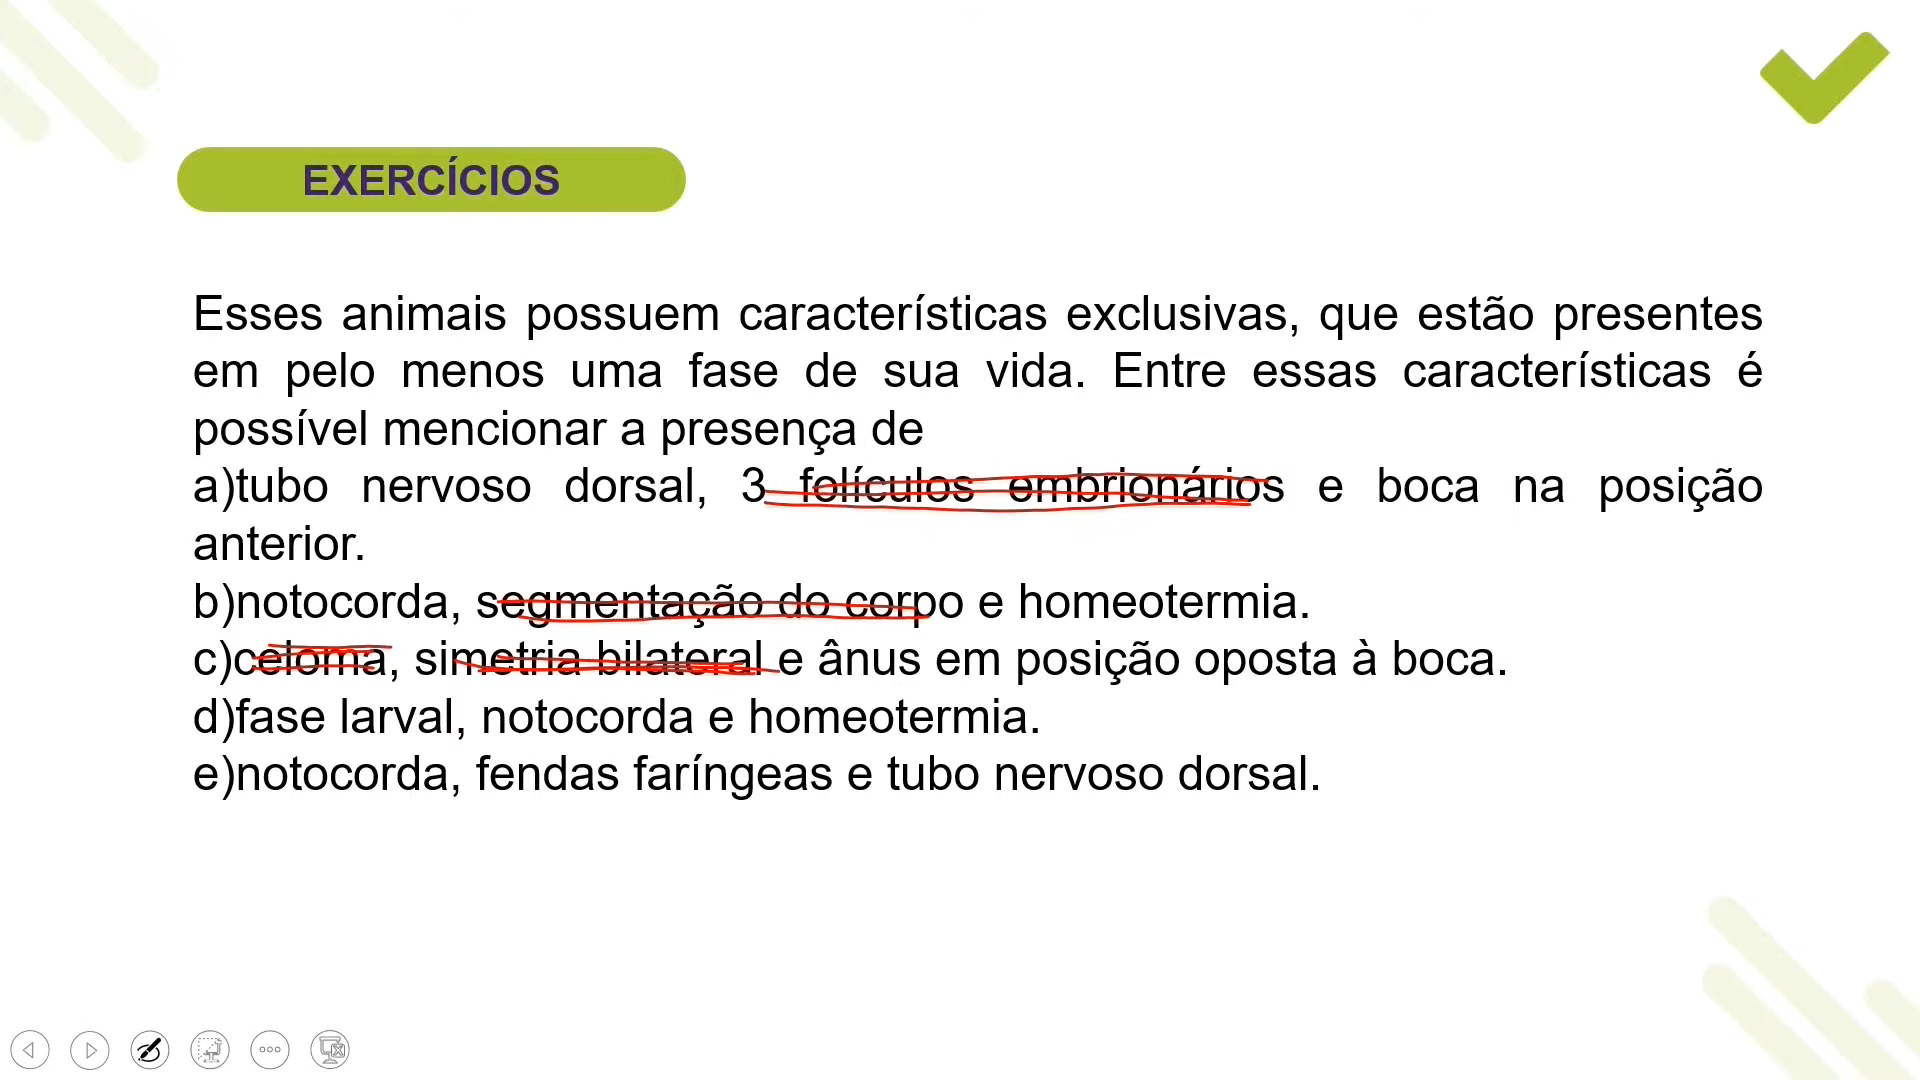 EXERCÍCIOS
Esses animais possuem características exclusivas, que estão presentes
em pelo menos uma fase de sua vida. Entre essas características é
possível mencionar a presença de
a)tubo nervoso dorsal, 3 folículos embrionários e boca na posição
anterior.
b)notocorda, segmentação do corpo e homeotermia.
c)celoma, simetria bilateral e ânus em posição oposta à boca.
d)fase larval, notocorda e homeotermia.
e)notocorda, fendas faríngeas e tubo nervoso dorsal.